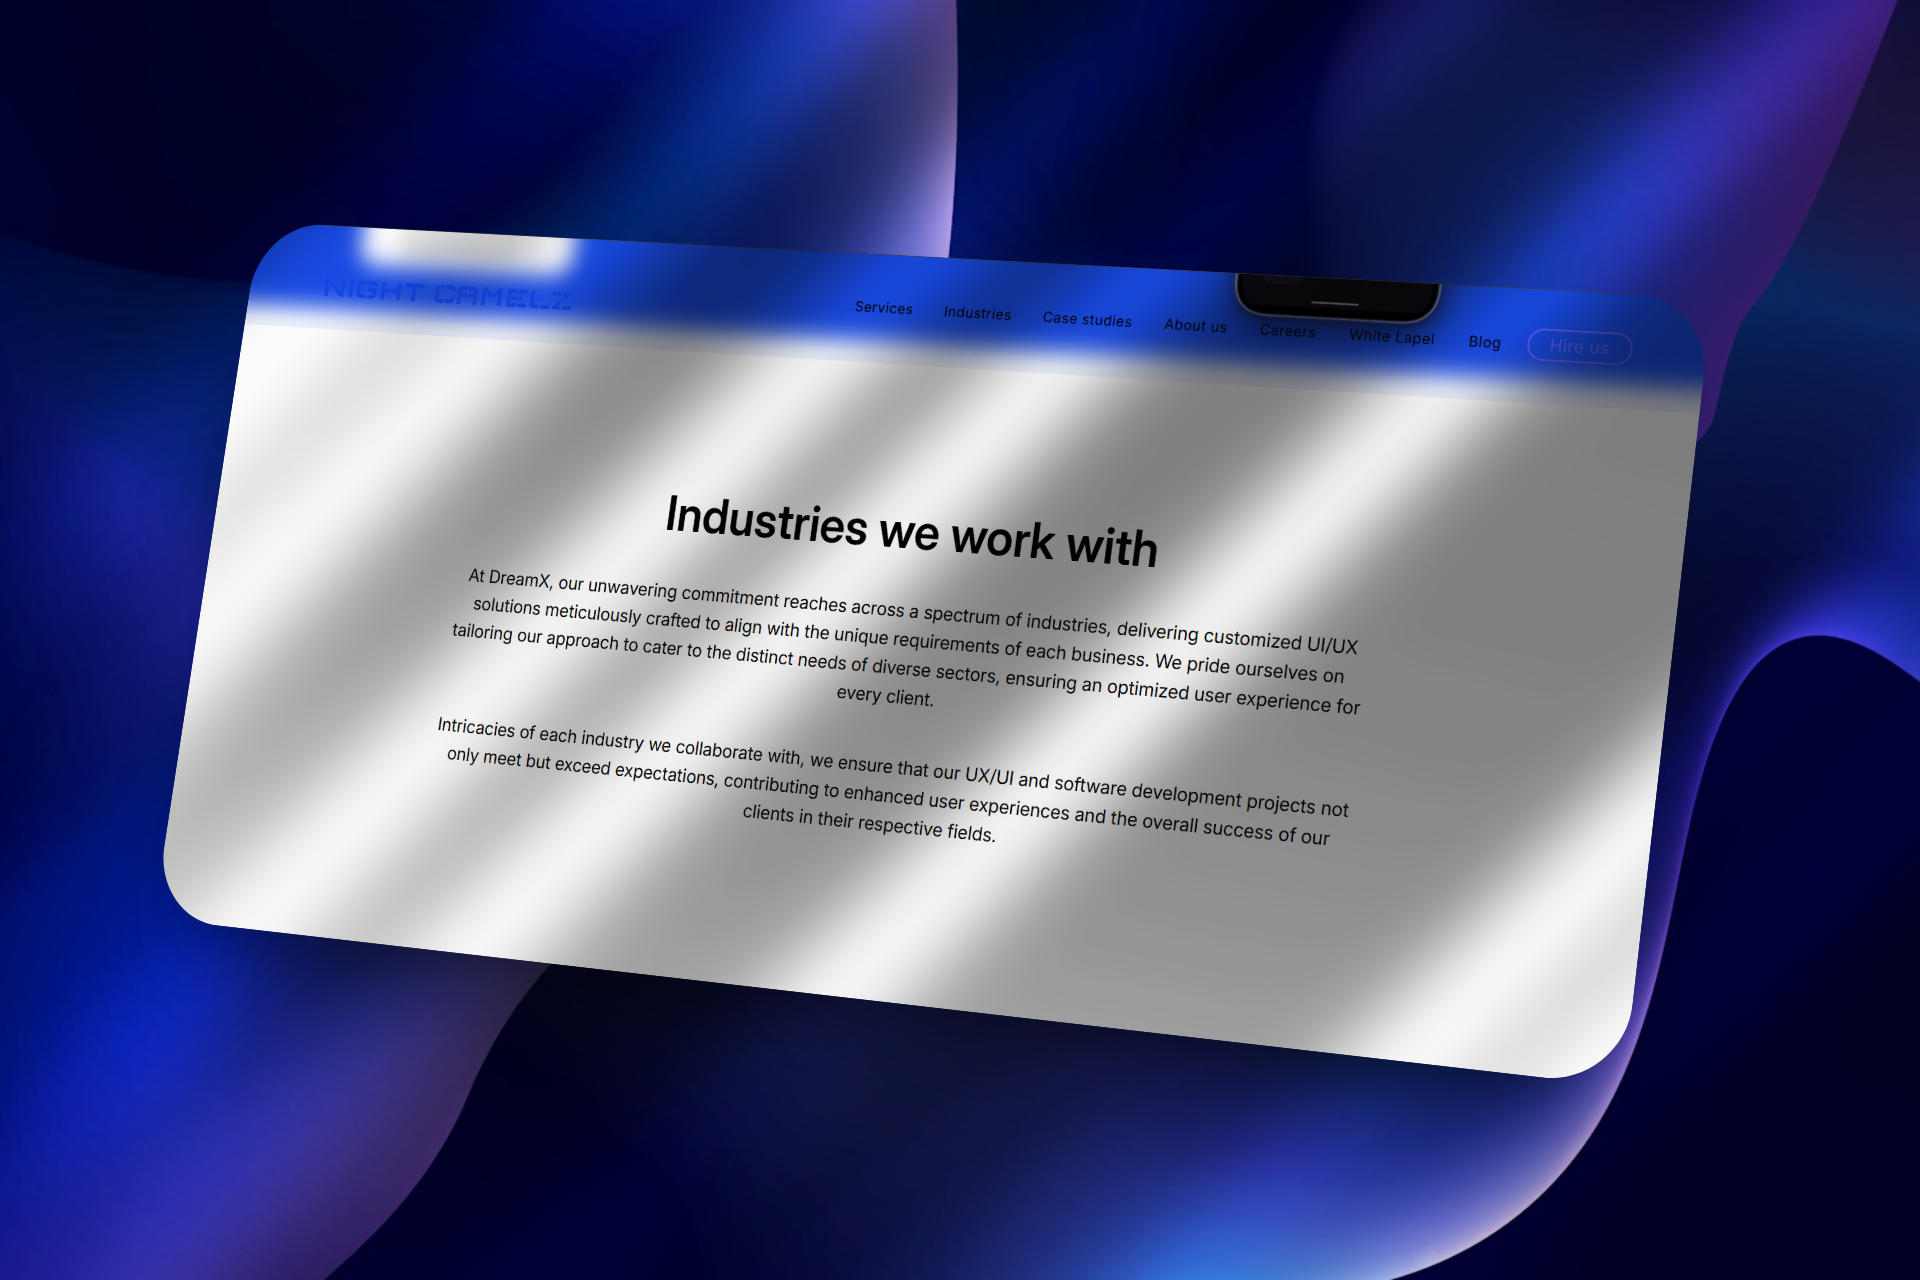 NIGHT CAMELZ
Services Industries Case studies About us Careers White Lapel Blog Hire us
Industries we work with
At DreamX, our unwavering commitment reaches across a spectrum of industries, delivering customized UI/UX
solutions meticulously crafted to align with the unique requirements of each business. We pride ourselves on
tailoring our approach to cater to the distinct needs of diverse sectors, ensuring an optimized user experience for
every client.
Intricacies of each industry we collaborate with, we ensure that our UX/UI and software development projects not
only meet but exceed expectations, contributing to enhanced user experiences and the overall success of our
clients in their respective fields.